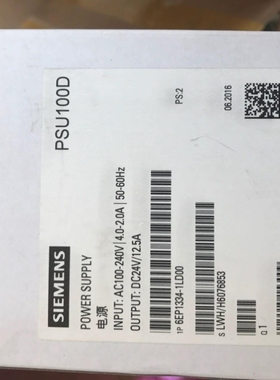 PSU100D
SIEMENS
POWER SUPPLY
电源
INPUT: AC100-240V|4.0-2.0A|50-60Hz
OUTPUT: DC24V/12.5A
1P 6EP1334-1LD00
S LWH/H6076853
Q 1
PS:2
06.2016